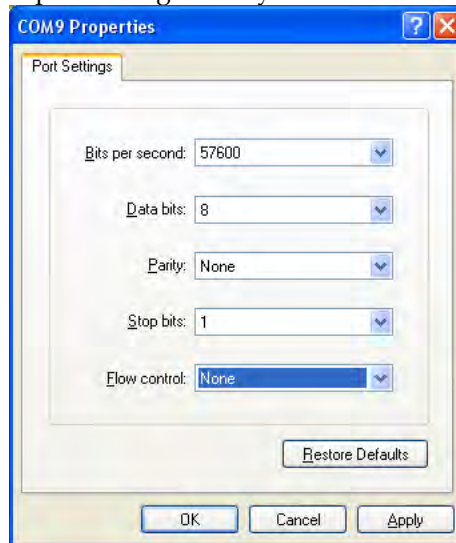 COM9 Properties
Port Settings
Bits per second: 57600
Data bits: 8
Parity: None
Stop bits: 1
Flow control: None
Restore Defaults
OK Cancel Apply